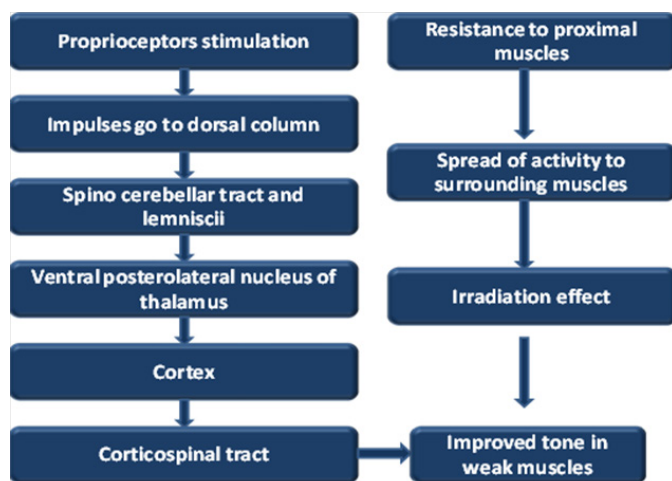 Proprioceptors stimulation
Impulses go to dorsal column
Spino cerebellar tract and
lemniscii
Ventral posterolateral nucleus of
thalamus
Cortex
Corticospinal tract
Resistance to proximal
muscles
Spread of activity to
surrounding muscles
Irradiation effect
Improved tone in
weak muscles